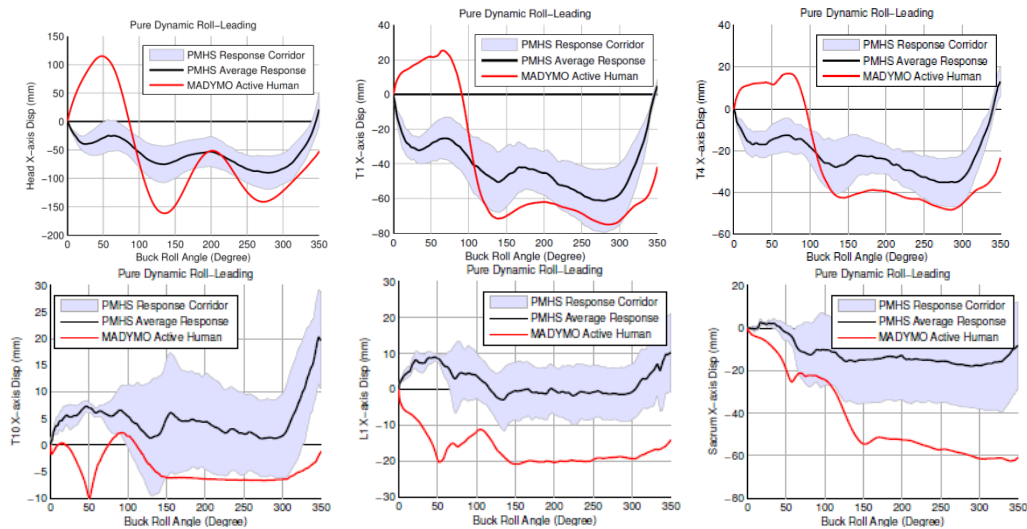 Pure Dynamic Roll-Leading
150
100
50
0
−50
−100
−150
−200
Head X-axis Disp (mm)
PMHS Response Corridor
PMHS Average Response
MADYMO Active Human
0 50 100 150 200 250 300 350
Buck Roll Angle (Degree)
Pure Dynamic Roll-Leading
40
20
0
−20
−40
−60
−80
T1 X-axis Disp (mm)
PMHS Response Corridor
PMHS Average Response
MADYMO Active Human
0 50 100 150 200 250 300 350
Buck Roll Angle (Degree)
Pure Dynamic Roll-Leading
40
20
0
−20
−40
−60
T4 X-axis Disp (mm)
PMHS Response Corridor
PMHS Average Response
MADYMO Active Human
0 50 100 150 200 250 300 350
Buck Roll Angle (Degree)
Pure Dynamic Roll−Leading
30
25
20
15
10
5
0
−5
−10
T10 X−axis Disp (mm)
PMHS Response Corridor
PMHS Average Response
MADYMO Active Human
0 50 100 150 200 250 300 350
Buck Roll Angle (Degree)
Pure Dynamic Roll−Leading
30
20
10
0
−10
−20
−30
L1 X−axis Disp (mm)
PMHS Response Corridor
PMHS Average Response
MADYMO Active Human
0 50 100 150 200 250 300 350
Buck Roll Angle (Degree)
Pure Dynamic Roll−Leading
20
0
−20
−40
−60
−80
Sacrum X−axis Disp (mm)
PMHS Response Corridor
PMHS Average Response
MADYMO Active Human
0 50 100 150 200 250 300 350
Buck Roll Angle (Degree)